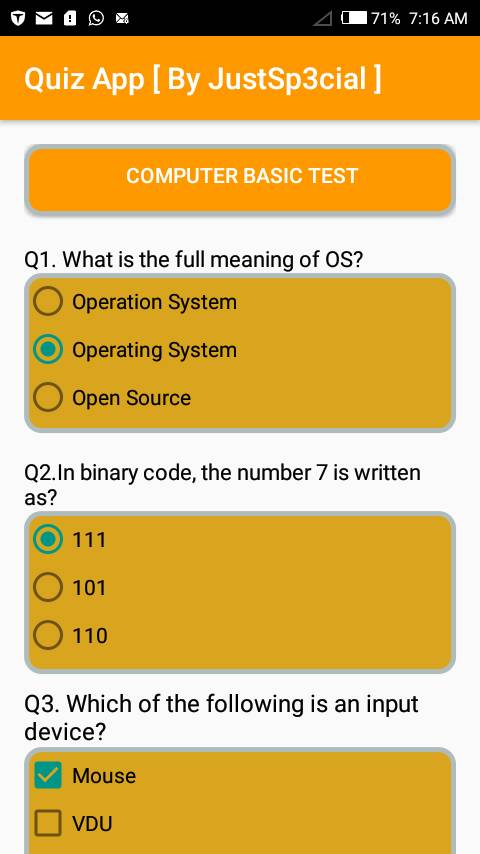 71% 7:16 AM
Quiz App [ By JustSp3cial ]
COMPUTER BASIC TEST
Q1. What is the full meaning of OS?
Operation System
Operating System
Open Source
Q2.In binary code, the number 7 is written
as?
111
101
110
Q3. Which of the following is an input
device?
Mouse
VDU